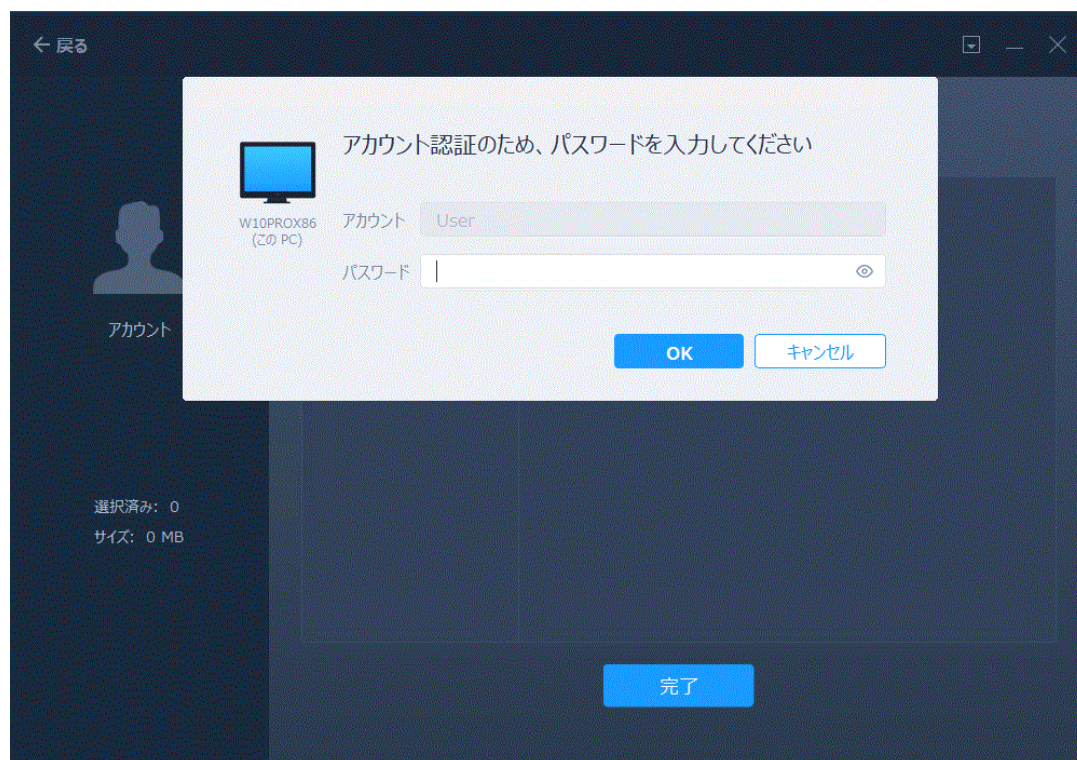 戻る
アカウント認証のため、パスワードを入力してください
W10PROX86
(この PC)
アカウント User
パスワード
OK キャンセル
アカウント
選択済み: 0
サイズ: 0 MB
完了